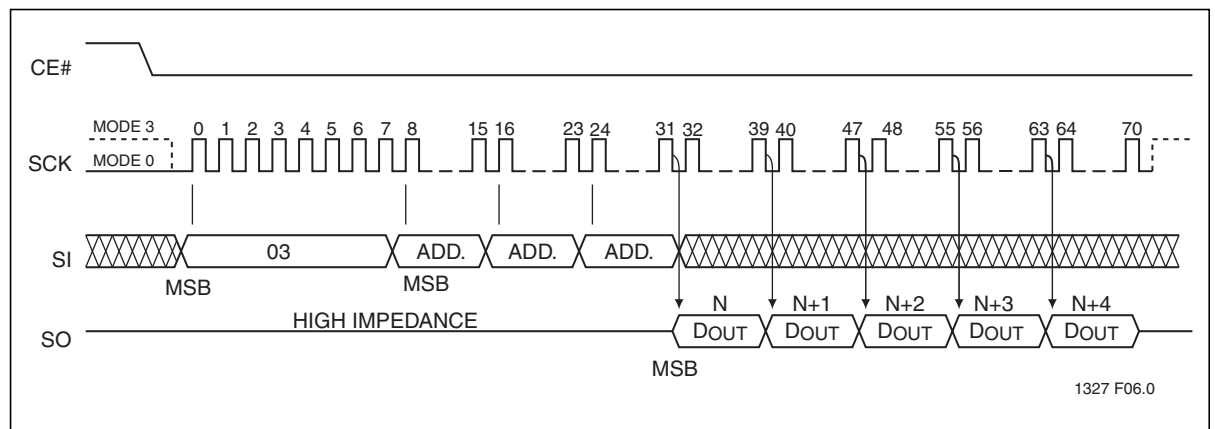 CE#
MODE 3
0 1 2 3 4 5 6 7 8 15 16 23 24 31 32 39 40 47 48 55 56 63 64 70
SCK
MODE 0
SI
03 ADD. ADD. ADD.
MSB MSB
N N+1 N+2 N+3 N+4
HIGH IMPEDANCE
SO
DOUT DOUT DOUT DOUT DOUT
MSB
1327 F06.0